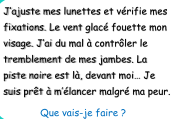 J'ajuste mes lunettes et vérifie mes
fixations. Le vent glacé fouette mon
visage. J'ai du mal à contrôler le
tremblement de mes jambes. La
piste noire est là, devant moi... Je
suis prêt à m'élancer malgré ma peur.
Que vais-je faire ?